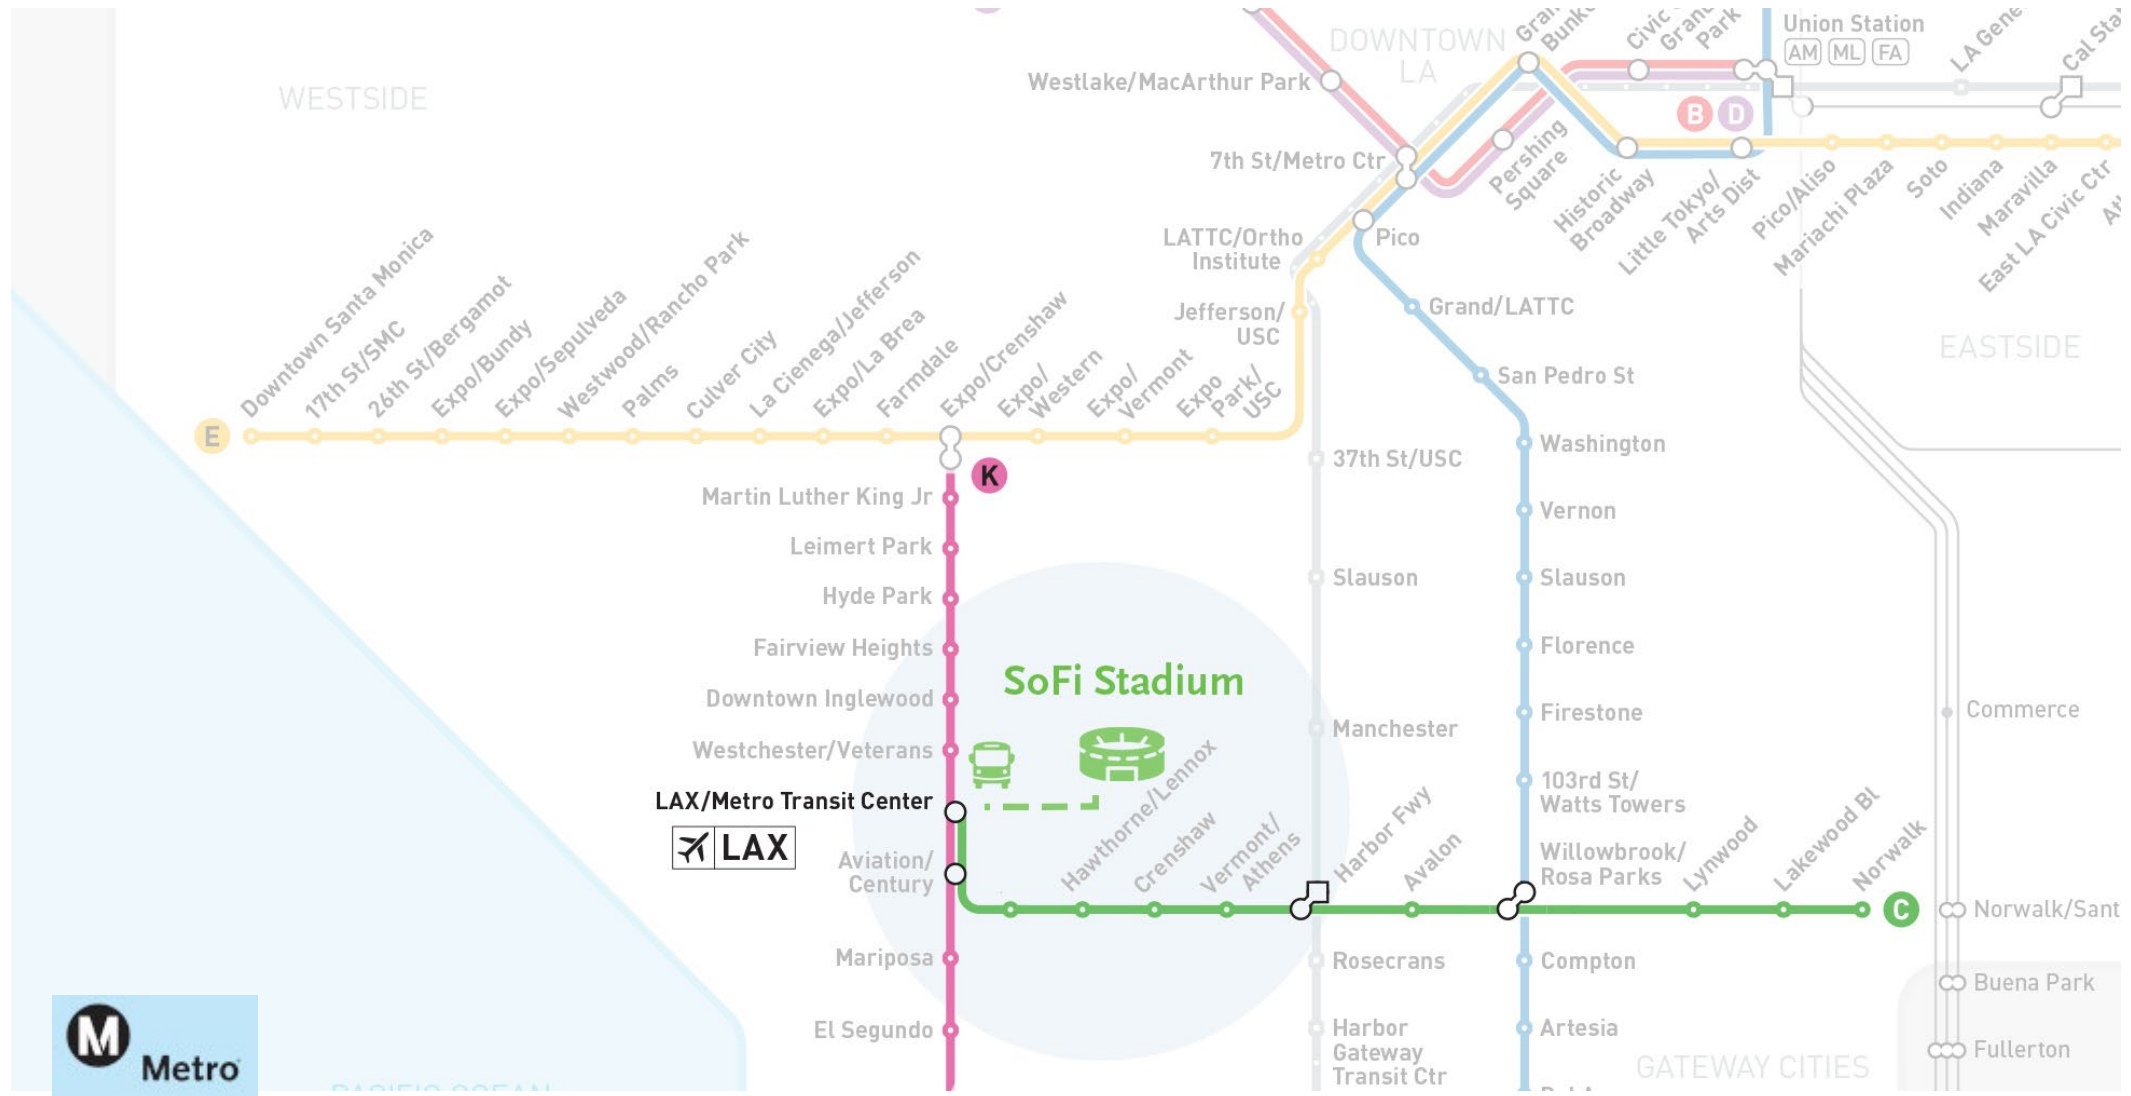 WESTSIDE
DOWNTOWN
LA
Westlake/MacArthur Park
Civic
Park
Union Station
AM ML FA
B D
7th St/Metro Ctr
Pershing
Square
Historic
Broadway
Little Tokyo/
Arts Dist
Pico/Aliso
Mariachi Plaza
Soto
Indiana
Maravilla
East LA Civic Ctr
LATTC/Ortho
Institute
Pico
Jefferson/
USC
Grand/LATTC
San Pedro St
EASTSIDE
E
Downtown Santa Monica
17th St/SMC
26th St/Bergamot
Expo/Bundy
Expo/Sepulveda
Westwood/Rancho Park
Palms
Culver City
La Cienega/Jefferson
Expo/La Brea
Farmdale
Expo/Crenshaw
Expo/
Western
Expo/
Vermont
Expo
Park/
USC
K
Martin Luther King Jr
Leimert Park
Hyde Park
Fairview Heights
Downtown Inglewood
Westchester/Veterans
LAX/Metro Transit Center
LAX
Aviation/
Century
Mariposa
El Segundo
SoFi Stadium
Hawthorne/Lennox
Crenshaw
Vermont/
Athens
Harbor Fwy
Avalon
37th St/USC
Slauson
Manchester
Rosecrans
Harbor
Gateway
Transit Ctr
Washington
Vernon
Slauson
Florence
Firestone
103rd St/
Watts Towers
Willowbrook/
Rosa Parks
Lynwood
Lakewood Bl
Norwalk
C
Compton
Artesia
GATEWAY CITIES
Commerce
Norwalk/Sant
Buena Park
Fullerton
PACIFIC OCEAN
M
Metro